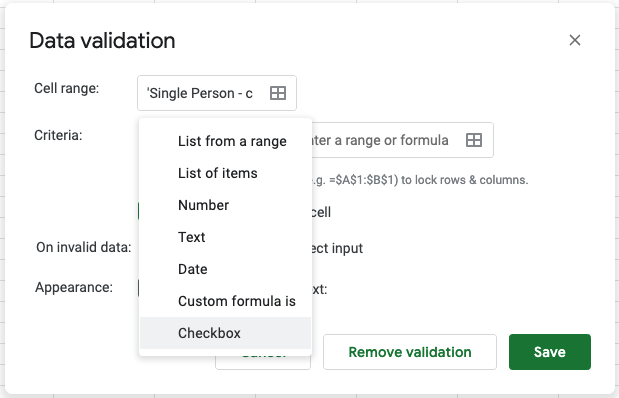 Data validation
Cell range:
'Single Person - c
Criteria:
List from a range
nter a range or formula
List of items
e.g. =$A$1:$B$1) to lock rows & columns.
Number
cell
Text
On invalid data:
ect input
Date
Appearance:
xt:
Custom formula is
Checkbox
Remove validation
Save